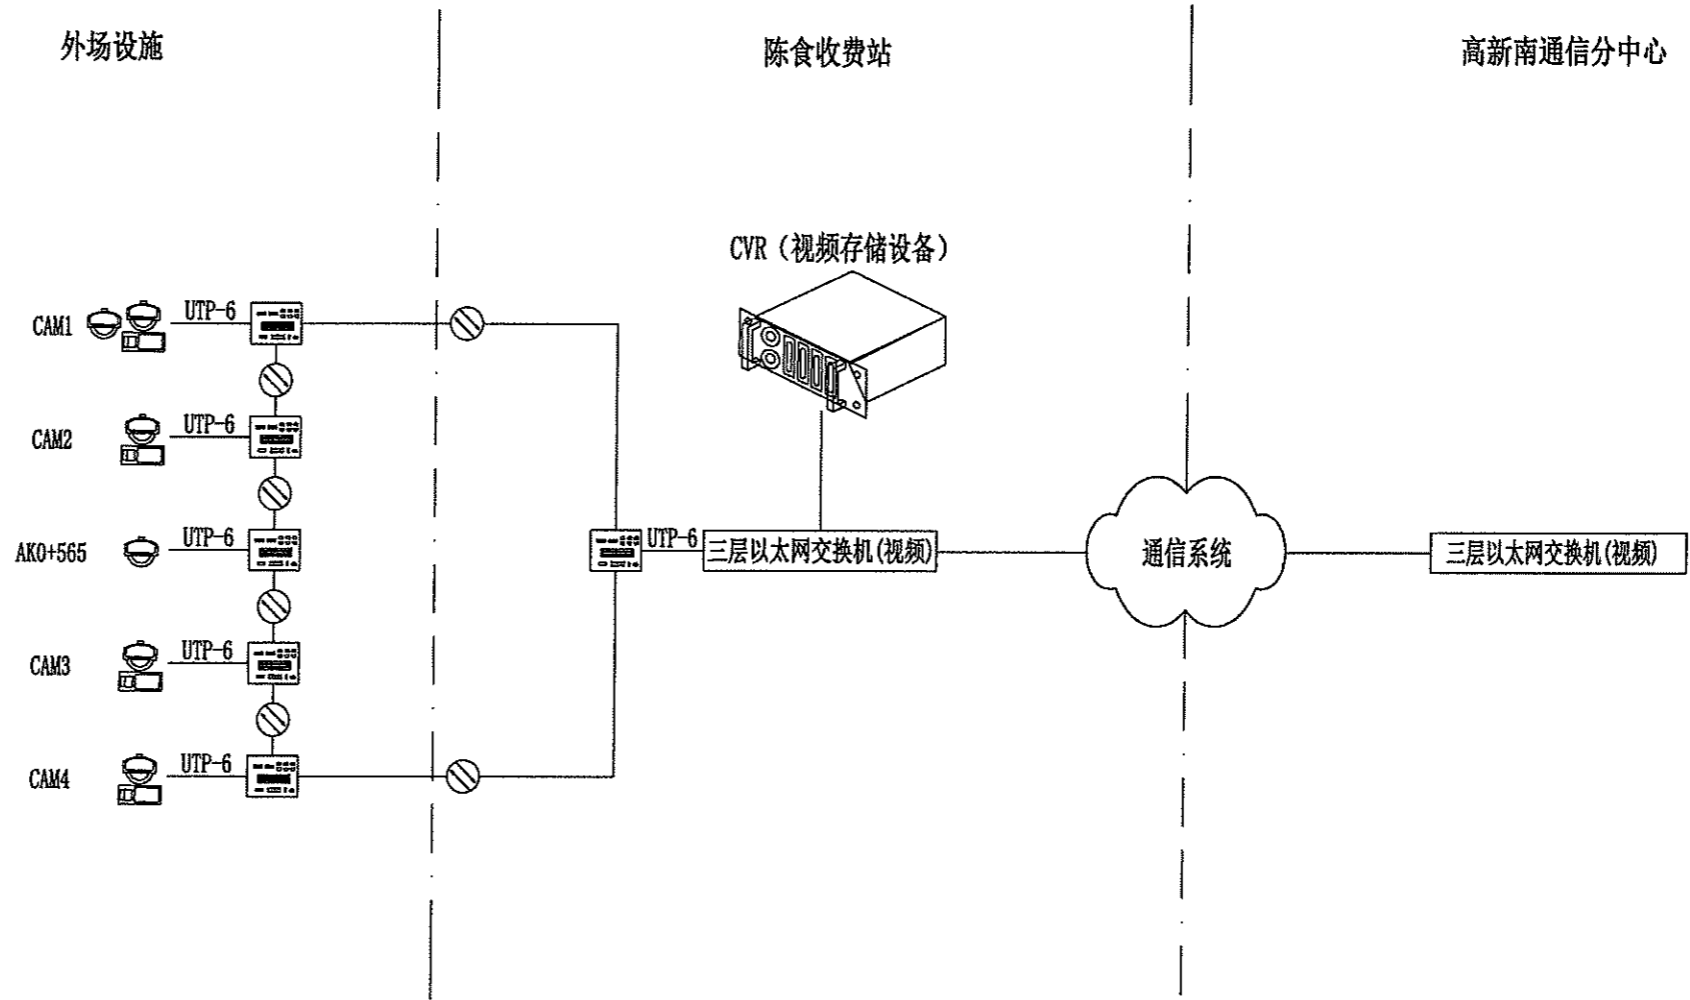 外场设施
陈食收费站
高新南通信分中心
CVR（视频存储设备）
CAM1
UTP-6
CAM2
UTP-6
AK0+565
UTP-6
UTP-6
三层以太网交换机(视频)
通信系统
三层以太网交换机(视频)
CAM3
UTP-6
CAM4
UTP-6